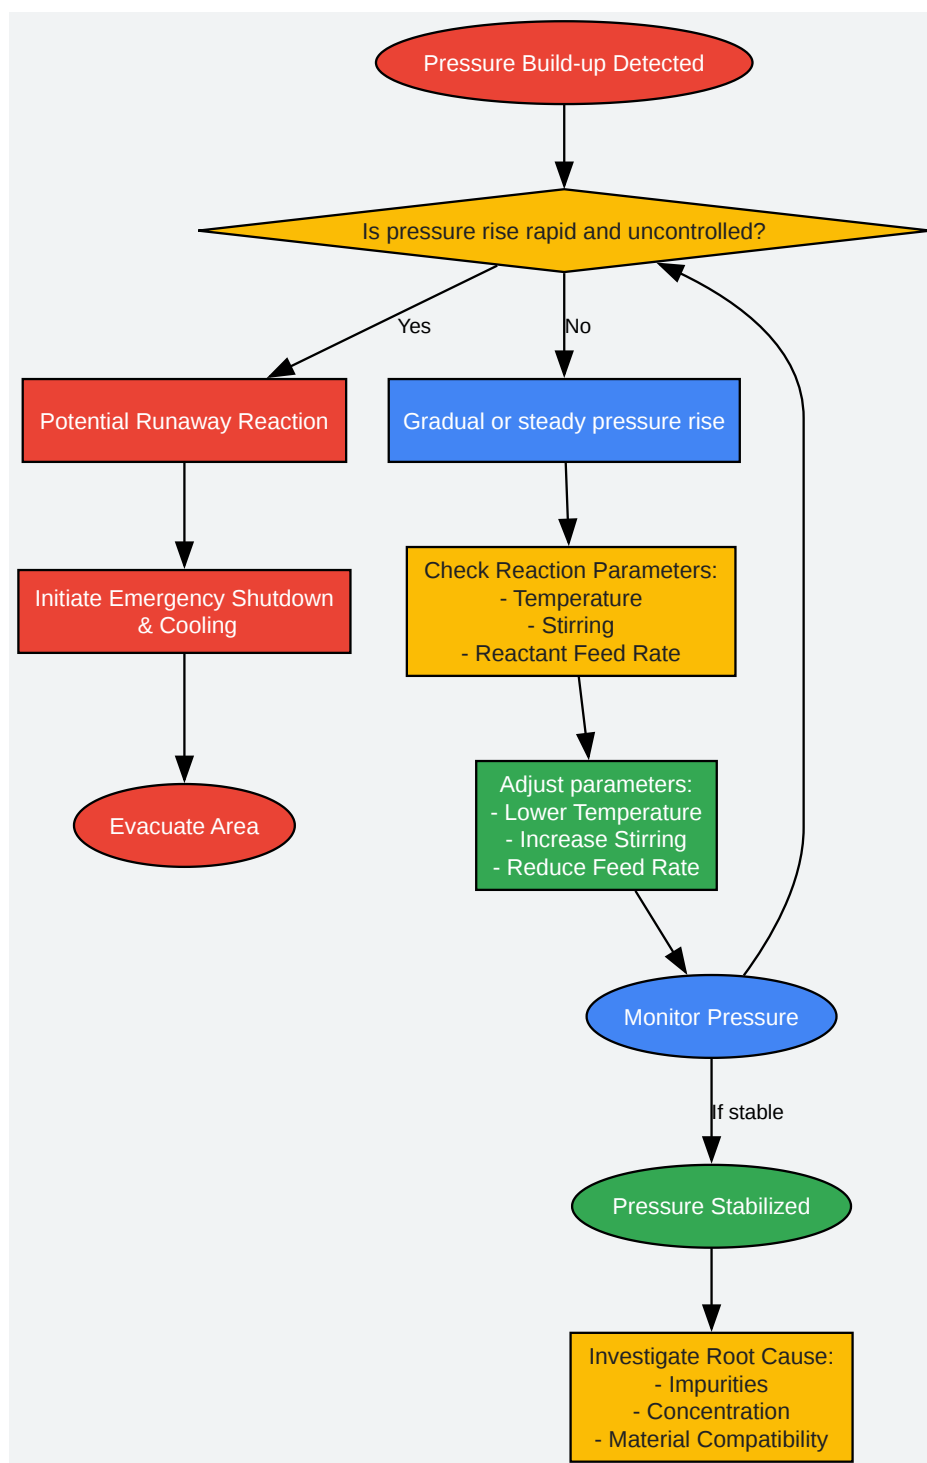 Pressure Build-up Detected
Is pressure rise rapid and uncontrolled?
Yes
No
Potential Runaway Reaction
Gradual or steady pressure rise
Initiate Emergency Shutdown
& Cooling
Check Reaction Parameters:
- Temperature
- Stirring
- Reactant Feed Rate
Evacuate Area
Adjust parameters:
- Lower Temperature
- Increase Stirring
- Reduce Feed Rate
Monitor Pressure
If stable
Pressure Stabilized
Investigate Root Cause:
- Impurities
- Concentration
- Material Compatibility